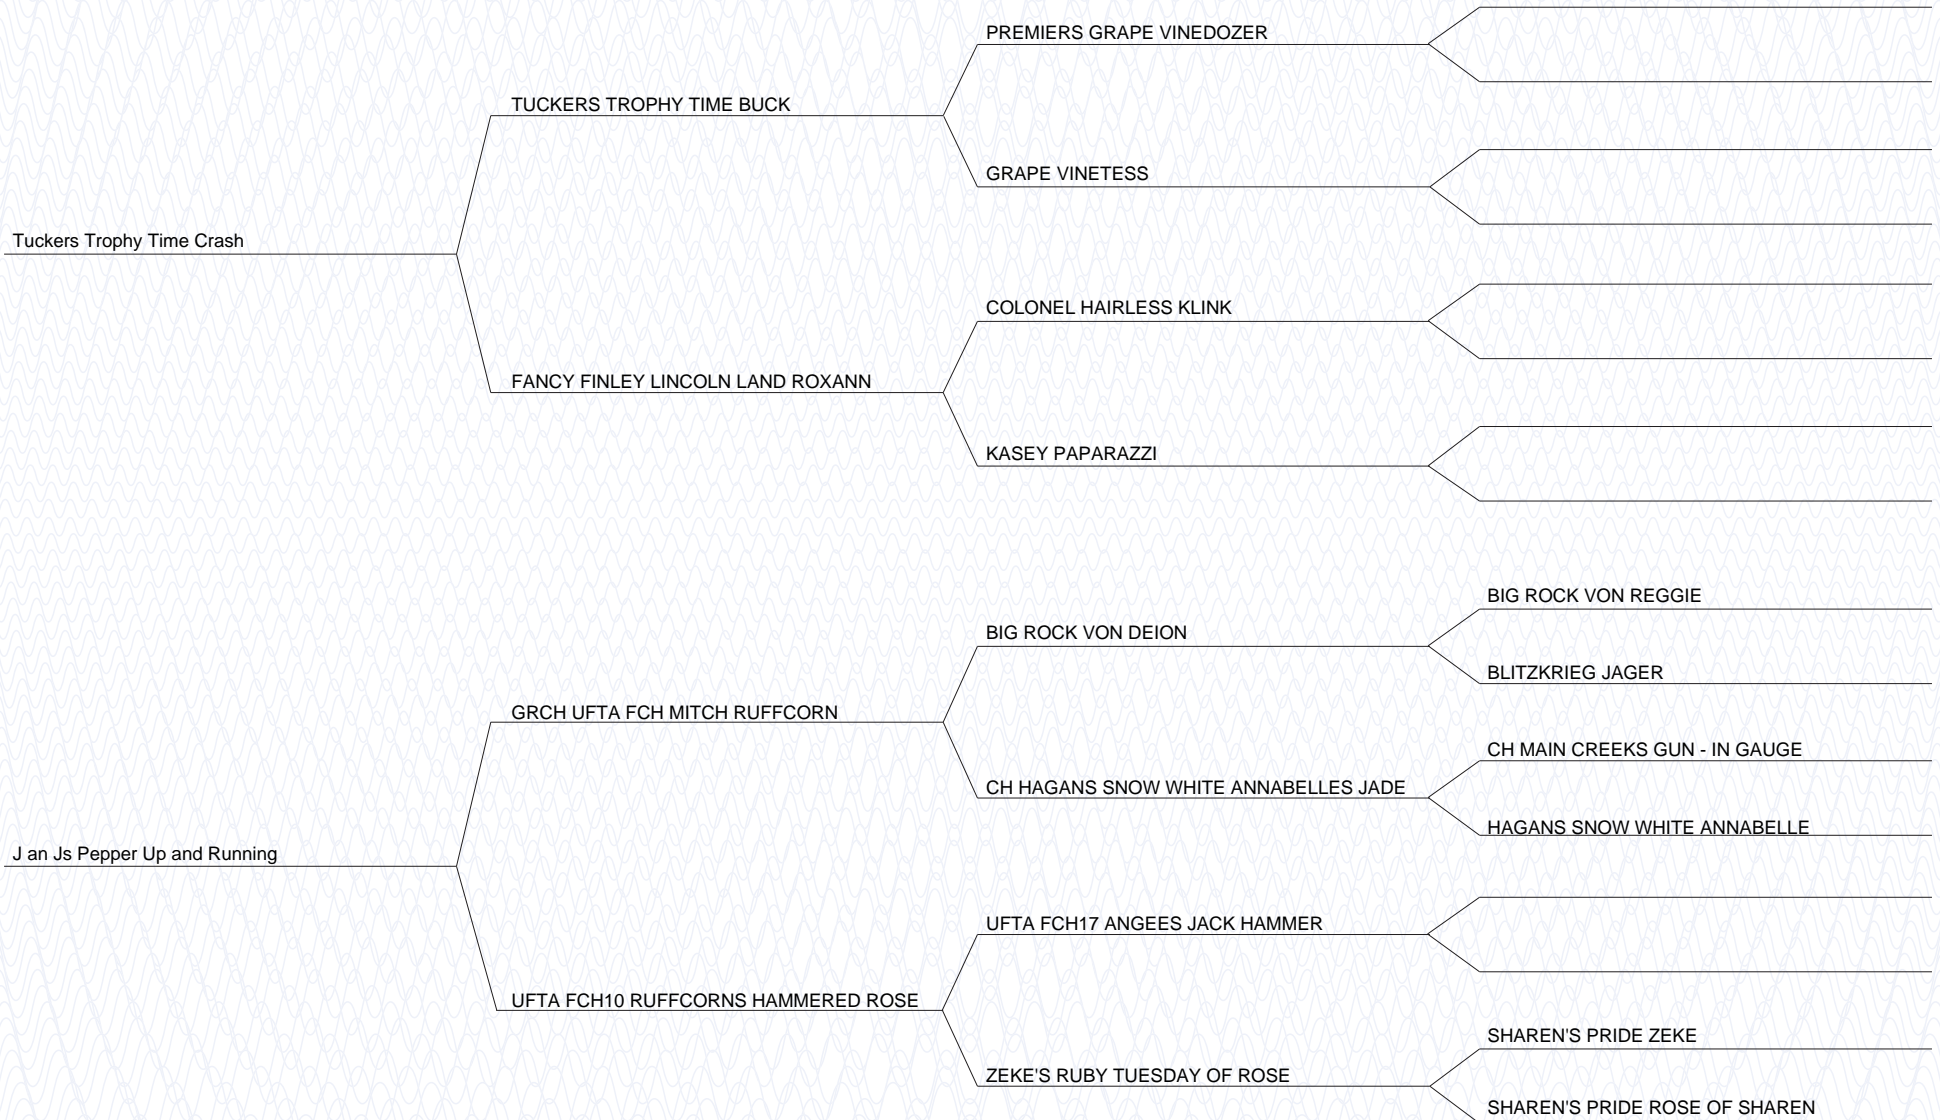 PREMIERS GRAPE VINEDOZER
TUCKERS TROPHY TIME BUCK
GRAPE VINETESS
Tuckers Trophy Time Crash
COLONEL HAIRLESS KLINK
FANCY FINLEY LINCOLN LAND ROXANN
KASEY PAPARAZZI
BIG ROCK VON REGGIE
BIG ROCK VON DEION
BLITZKRIEG JAGER
GRCH UFTA FCH MITCH RUFFCORN
CH MAIN CREEKS GUN - IN GAUGE
CH HAGANS SNOW WHITE ANNABELLES JADE
HAGANS SNOW WHITE ANNABELLE
J an Js Pepper Up and Running
UFTA FCH17 ANGEES JACK HAMMER
UFTA FCH10 RUFFCORNS HAMMERED ROSE
SHAREN'S PRIDE ZEKE
ZEKE'S RUBY TUESDAY OF ROSE
SHAREN'S PRIDE ROSE OF SHAREN